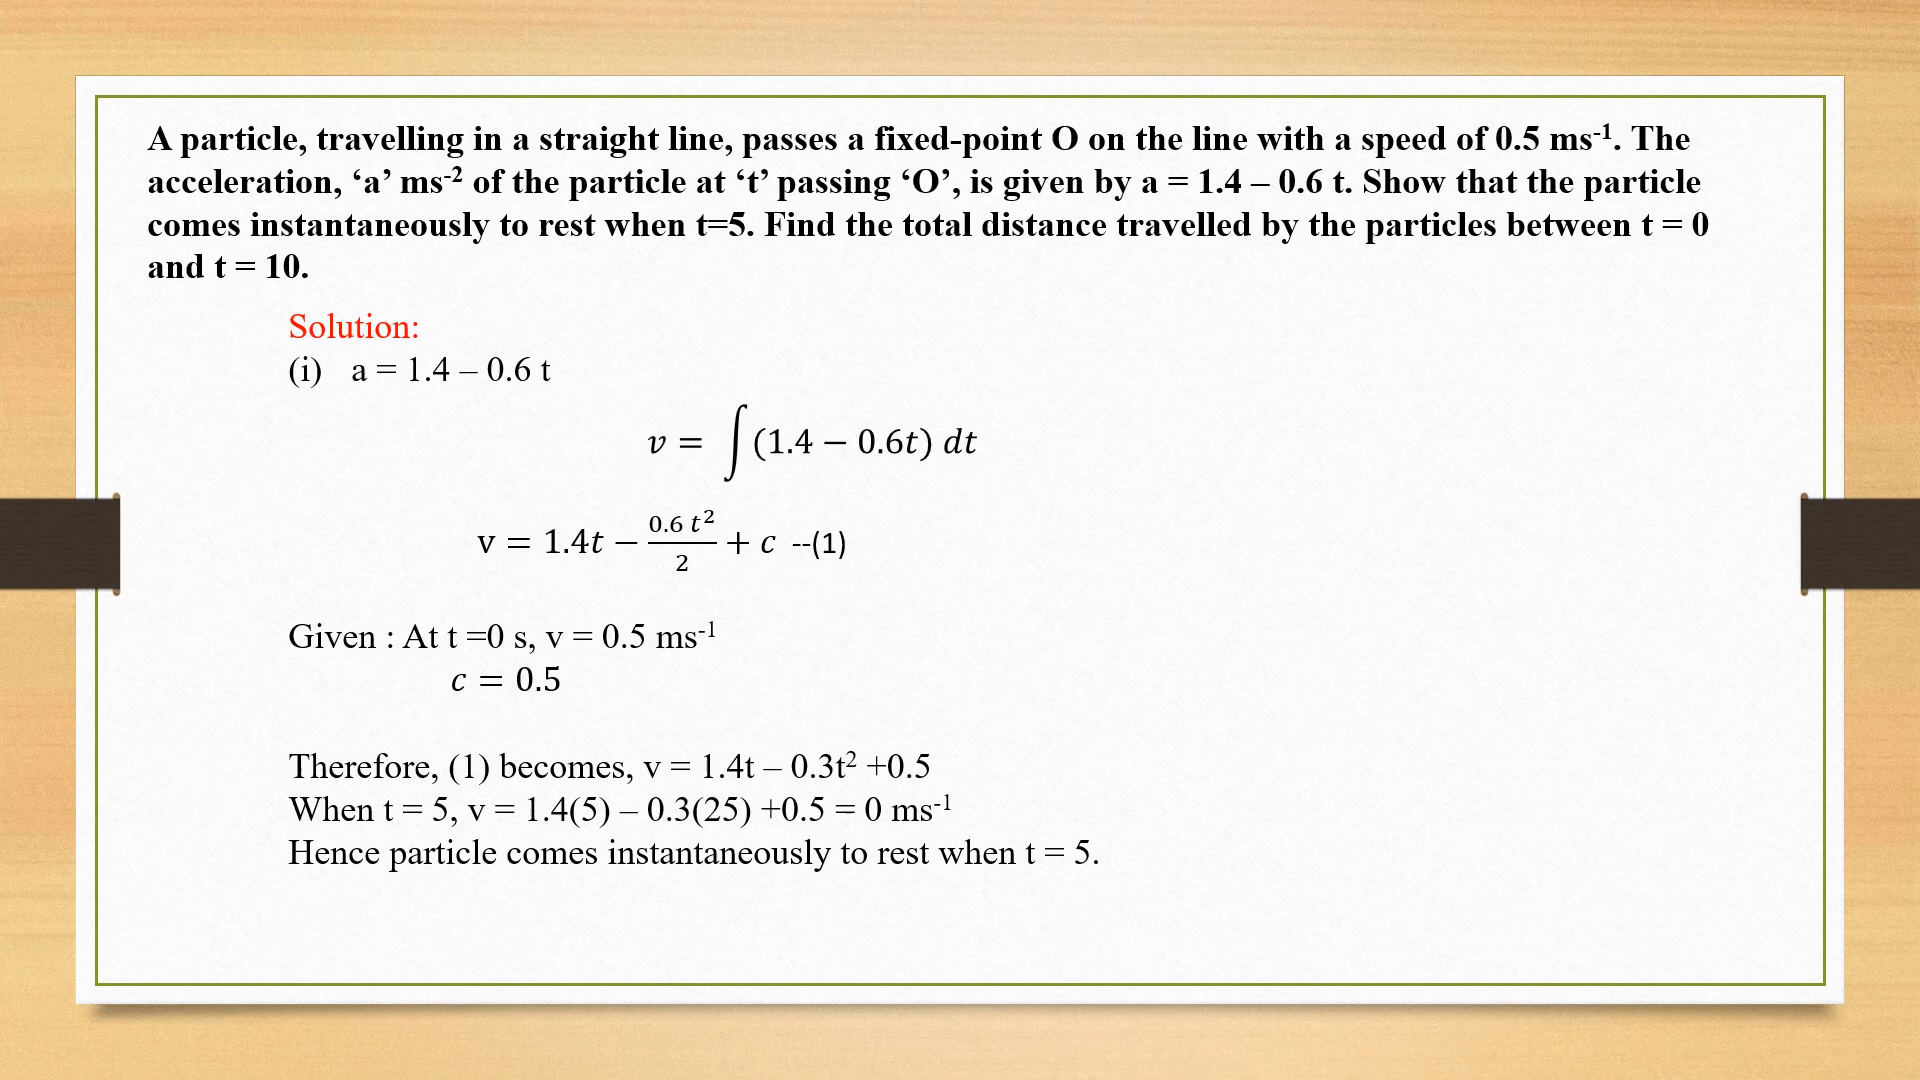 A particle, travelling in a straight line, passes a fixed-point O on the line with a speed of 0.5 ms⁻¹. The
acceleration, ‘a’ ms⁻² of the particle at ‘t’ passing ‘O’, is given by a = 1.4 – 0.6 t. Show that the particle
comes instantaneously to rest when t=5. Find the total distance travelled by the particles between t = 0
and t = 10.
Solution:
(i) a = 1.4 – 0.6 t
v = ∫(1.4 − 0.6t) dt
v = 1.4t − 0.6 t²/2 + c --(1)
Given : At t =0 s, v = 0.5 ms⁻¹
c = 0.5
Therefore, (1) becomes, v = 1.4t – 0.3t² +0.5
When t = 5, v = 1.4(5) – 0.3(25) +0.5 = 0 ms⁻¹
Hence particle comes instantaneously to rest when t = 5.